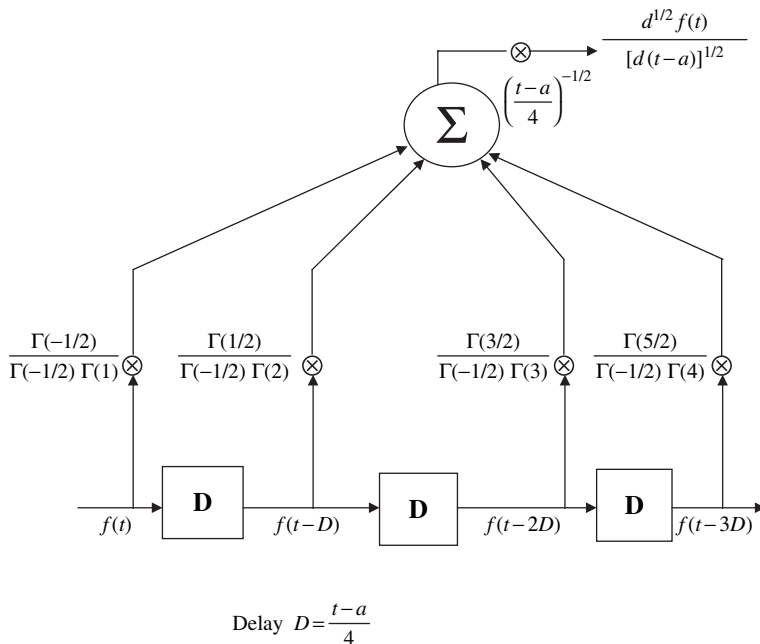 d^{1/2} f(t)
[d(t−a)]^{1/2}
(t−a / 4)^{−1/2}
Σ
Γ(−1/2) Γ(1/2) Γ(3/2) Γ(5/2)
Γ(−1/2) Γ(1) Γ(−1/2) Γ(2) Γ(−1/2) Γ(3) Γ(−1/2) Γ(4)
D D D
f(t) f(t−D) f(t−2D) f(t−3D)
Delay D = t−a / 4